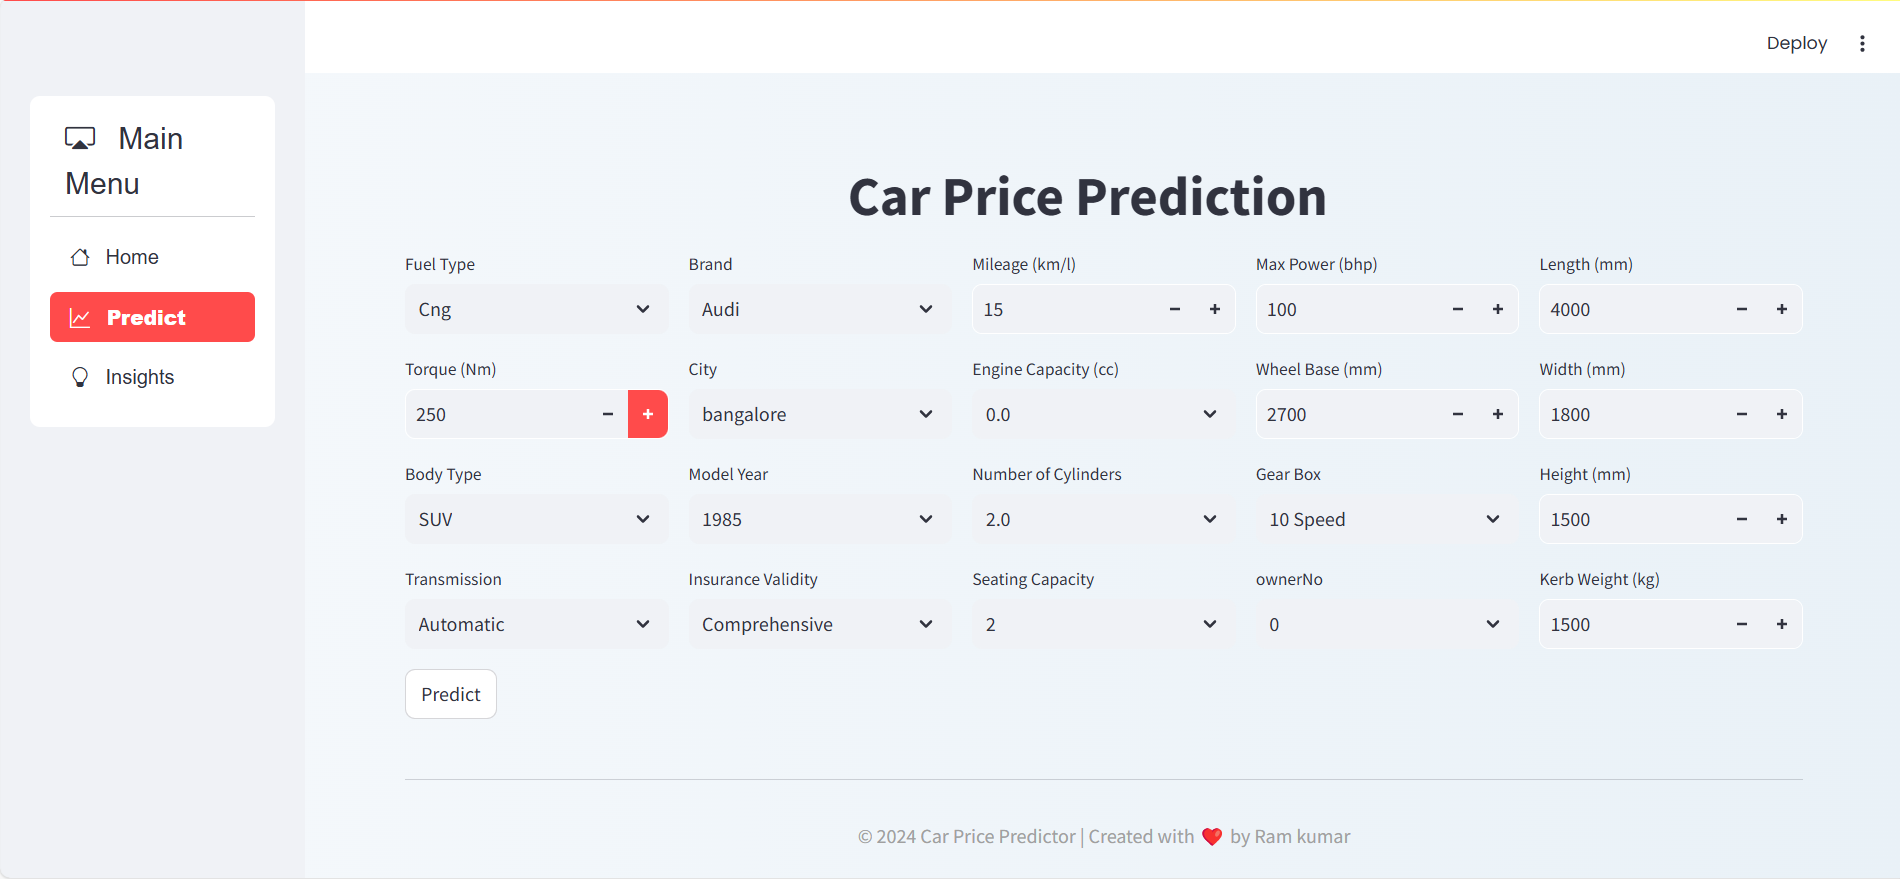 Deploy
Main
Menu
Home
Predict
Insights
Car Price Prediction
Fuel Type
Brand
Mileage (km/l)
Max Power (bhp)
Length (mm)
Cng
Audi
15
100
4000
Torque (Nm)
City
Engine Capacity (cc)
Wheel Base (mm)
Width (mm)
250
bangalore
0.0
2700
1800
Body Type
Model Year
Number of Cylinders
Gear Box
Height (mm)
SUV
1985
2.0
10 Speed
1500
Transmission
Insurance Validity
Seating Capacity
ownerNo
Kerb Weight (kg)
Automatic
Comprehensive
2
0
1500
Predict
© 2024 Car Price Predictor | Created with ❤️ by Ram kumar